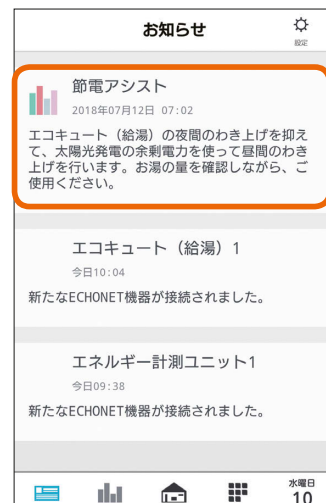 お知らせ
設定
節電アシスト
2018年07月12日 07:02
エコキュート（給湯）の夜間のわき上げを抑え
て、太陽光発電の余剰電力を使って昼間のわき
上げを行います。お湯の量を確認しながら、ご
使用ください。
エコキュート（給湯）1
今日10:04
新たなECHONET機器が接続されました。
エネルギー計測ユニット1
今日09:38
新たなECHONET機器が接続されました。
水曜日
10